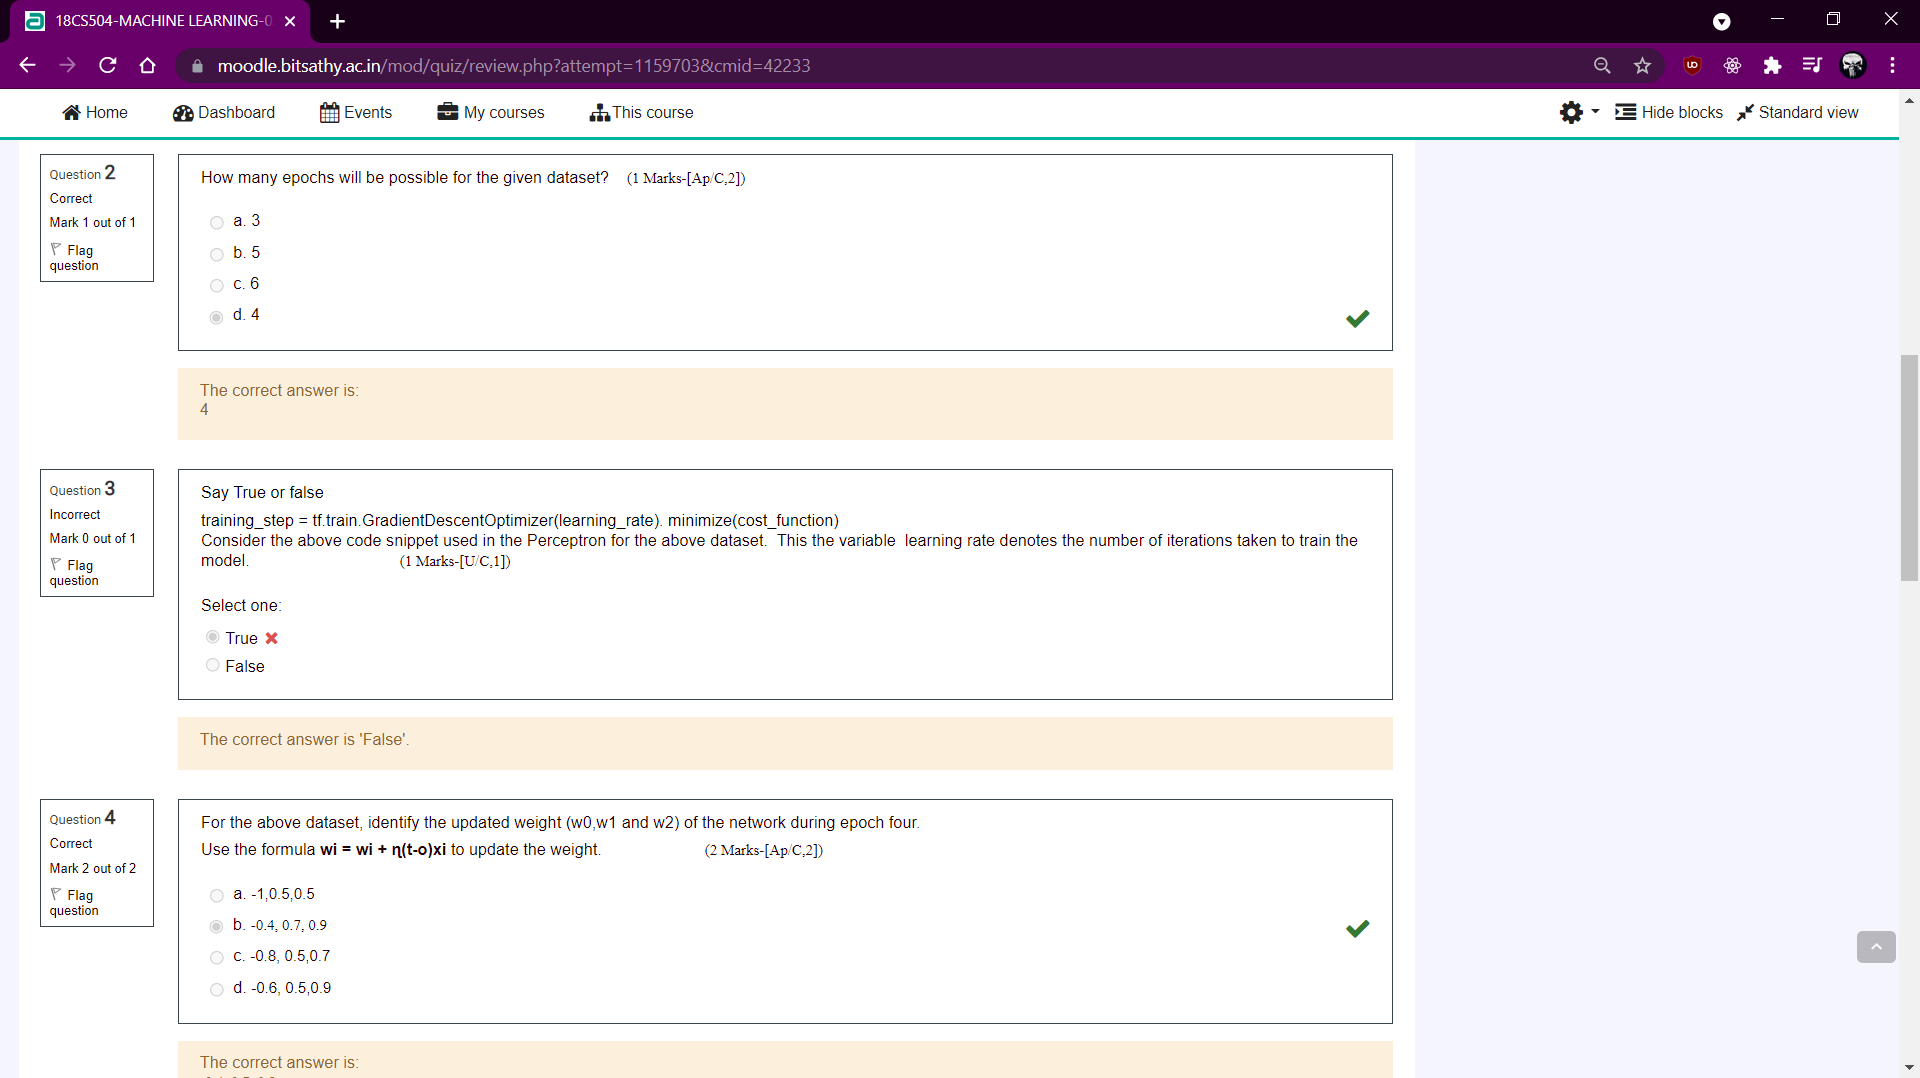 18CS504-MACHINE LEARNING-0
moodle.bitsathy.ac.in/mod/quiz/review.php?attempt=1159703&cmid=42233
Home Dashboard Events My courses This course Hide blocks Standard view
Question 2
Correct
Mark 1 out of 1
Flag question
How many epochs will be possible for the given dataset? (1 Marks-[Ap/C,2])
a. 3
b. 5
c. 6
d. 4
The correct answer is:
4
Question 3
Incorrect
Mark 0 out of 1
Flag question
Say True or false
training_step = tf.train.GradientDescentOptimizer(learning_rate). minimize(cost_function)
Consider the above code snippet used in the Perceptron for the above dataset. This the variable learning rate denotes the number of iterations taken to train the
model. (1 Marks-[U/C,1])
Select one:
True
False
The correct answer is 'False'.
Question 4
Correct
Mark 2 out of 2
Flag question
For the above dataset, identify the updated weight (w0,w1 and w2) of the network during epoch four.
Use the formula wi = wi + η(t-o)xi to update the weight. (2 Marks-[Ap/C,2])
a. -1,0.5,0.5
b. -0.4, 0.7, 0.9
c. -0.8, 0.5,0.7
d. -0.6, 0.5,0.9
The correct answer is: